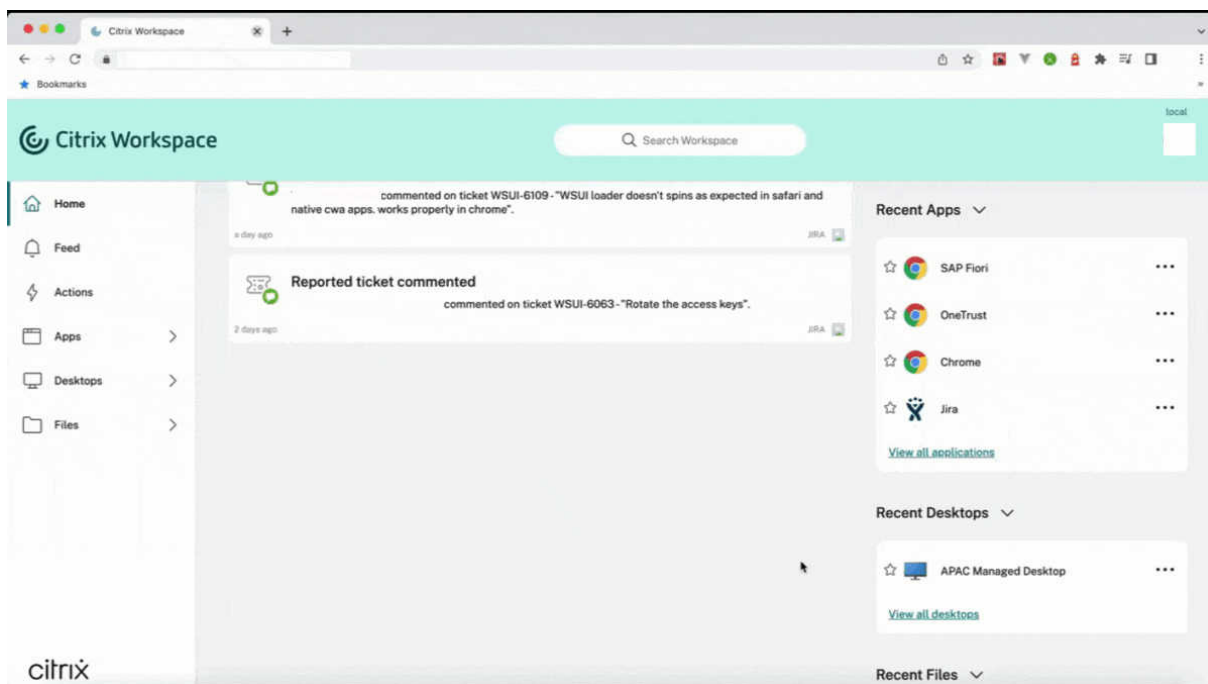 Citrix Workspace
Bookmarks
local
Citrix Workspace
Search Workspace
Home
Feed
Actions
Apps
Desktops
Files
commented on ticket WSUI-6109-"WSUI loader doesn't spins as expected in safari and
native cwa apps. works properly in chrome".
a day ago
JIRA
Reported ticket commented
commented on ticket WSUI-6063-"Rotate the access keys".
2 days ago
JIRA
Recent Apps
SAP Fiori
OneTrust
Chrome
Jira
View all applications
Recent Desktops
APAC Managed Desktop
View all desktops
Recent Files
citrix